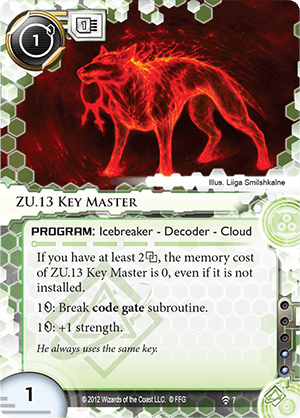 1
1
Illus. Liiga Smilshkalne
ZU.13 Key Master
PROGRAM: Icebreaker - Decoder - Cloud
If you have at least 2, the memory cost
of ZU.13 Key Master is 0, even if it is not
installed.
1: Break code gate subroutine.
1: +1 strength.
He always uses the same key.
1
© 2012 Wizards of the Coast LLC. © FFG
7